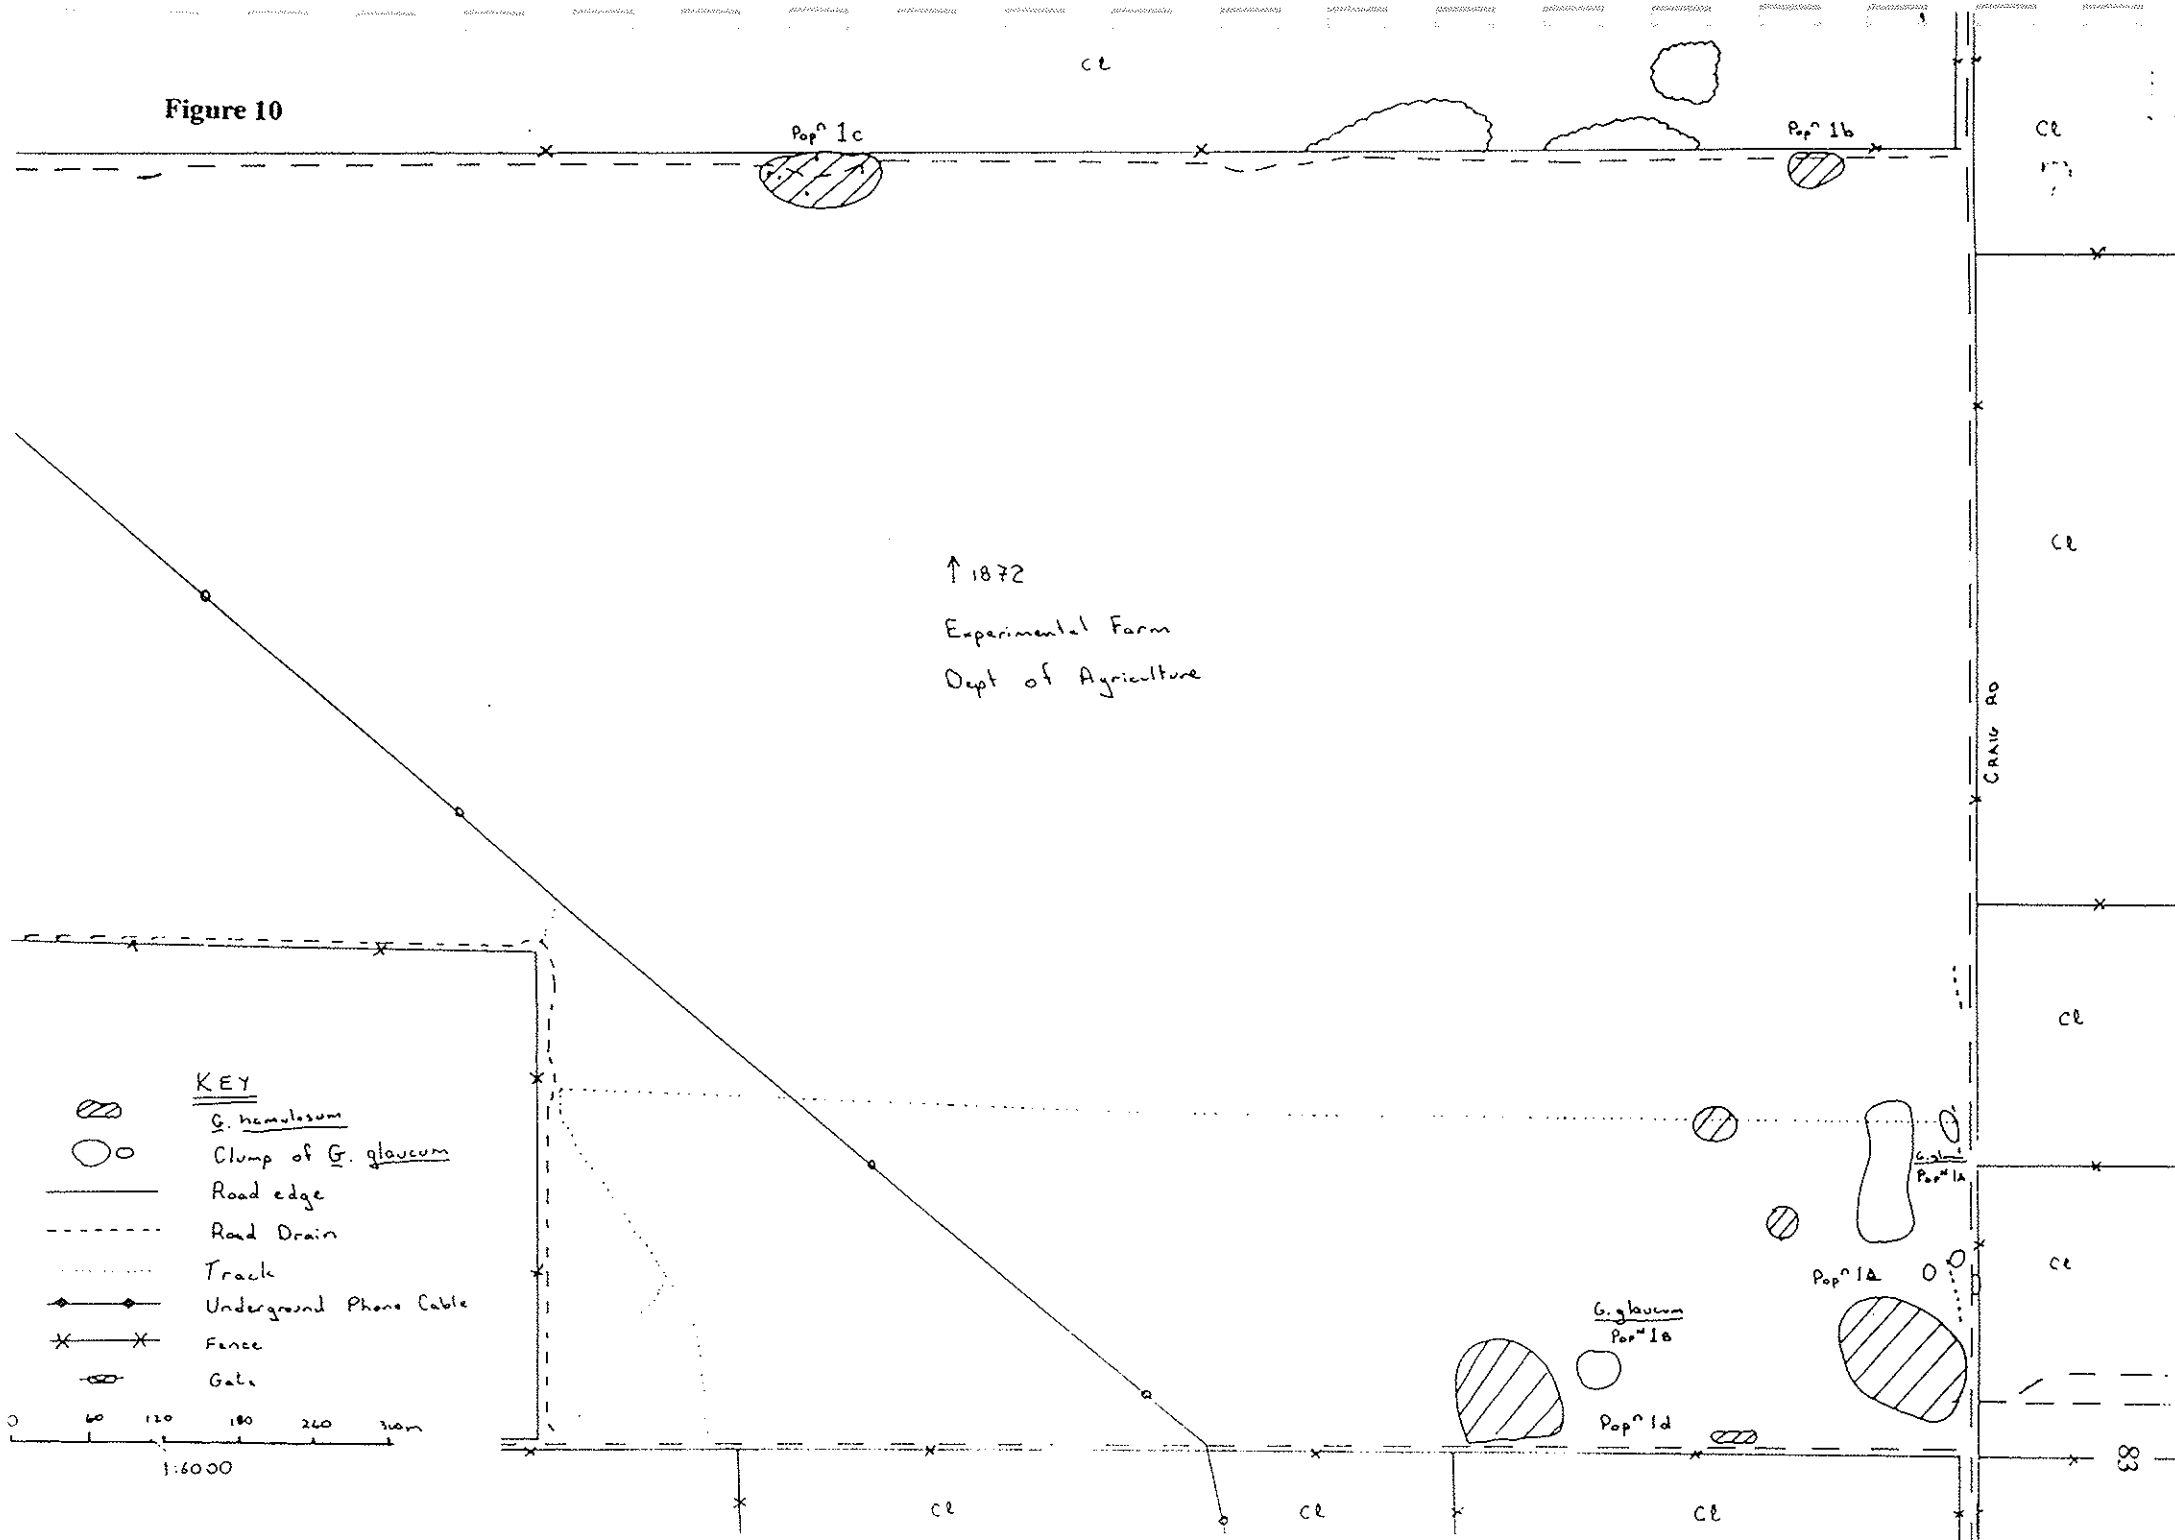 Cl
Figure 10
Popⁿ 1c
Popⁿ 1b
Cl
↑ 1872
Experimental Farm
Dept of Agriculture
Cl
CRAIG RD
Cl
KEY
G. hamulosum
Clump of G. glaucum
Road edge
Road Drain
Track
Underground Phone Cable
Fence
Gate
0 60 120 180 240 300m
1:6000
Popᴺ 1A
Popⁿ 1a
Cl
G. glaucum
Popᴺ 1B
Popⁿ 1d
83
Cl
Cl
Cl